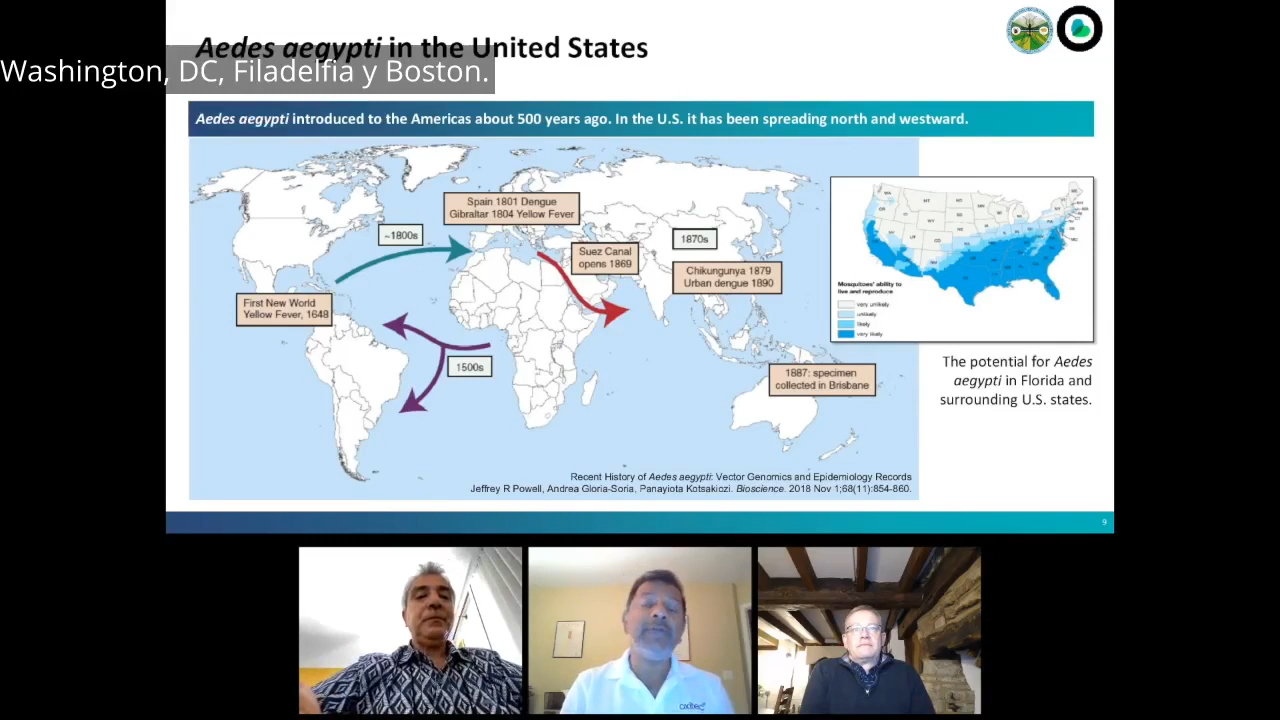 Aedes aegypti in the United States
Washington, DC, Filadelfia y Boston.
Aedes aegypti introduced to the Americas about 500 years ago. In the U.S. it has been spreading north and westward.
Spain 1801 Dengue
Gibraltar 1804 Yellow Fever
~1800s
1870s
Suez Canal
opens 1869
Chikungunya 1879
Urban dengue 1890
First New World
Yellow Fever, 1648
1500s
1887: specimen
collected in Brisbane
Mosquitoes' ability to
live and reproduce
very unlikely
unlikely
likely
very likely
The potential for Aedes
aegypti in Florida and
surrounding U.S. states.
Recent History of Aedes aegypti: Vector Genomics and Epidemiology Records
Jeffrey R Powell, Andrea Gloria-Soria, Panayiota Kotsakiozi. Bioscience. 2018 Nov 1;68(11):854-860.
9
oxitec